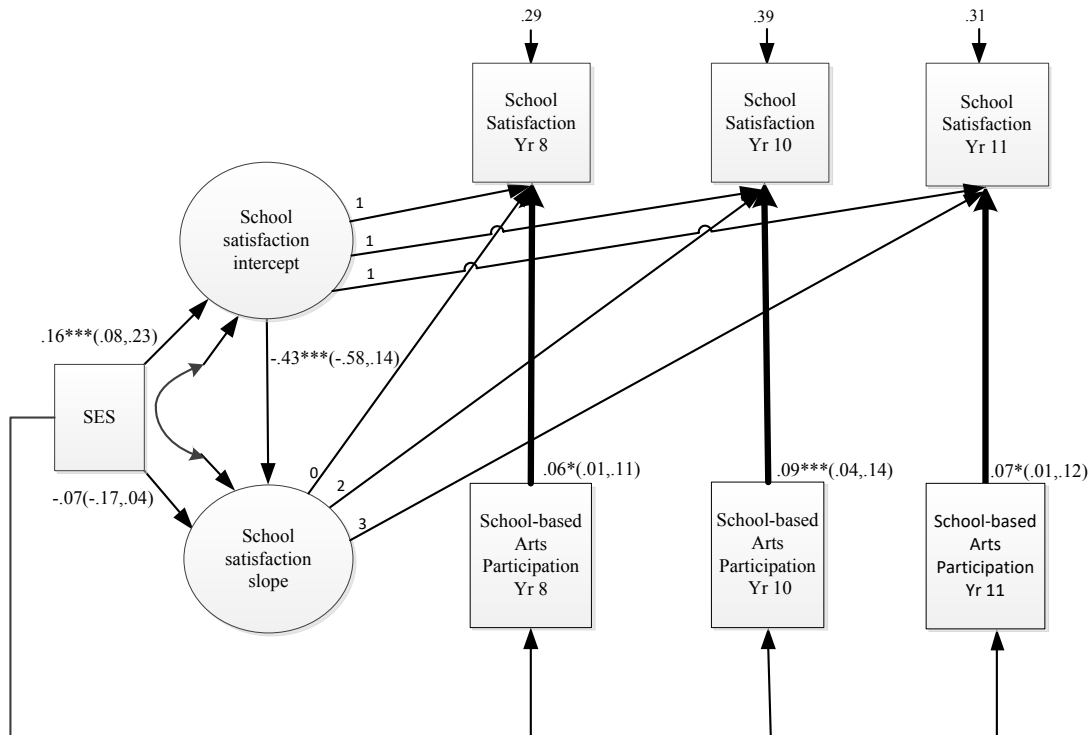 .29
.39
.31
School
Satisfaction
Yr 8
School
Satisfaction
Yr 10
School
Satisfaction
Yr 11
School
satisfaction
intercept
1
1
1
.16***(.08,.23)
-.43***(-.58,.14)
SES
-.07(-.17,.04)
0
2
3
School
satisfaction
slope
.06*(.01,.11)
.09***(.04,.14)
.07*(.01,.12)
School-based
Arts
Participation
Yr 8
School-based
Arts
Participation
Yr 10
School-based
Arts
Participation
Yr 11